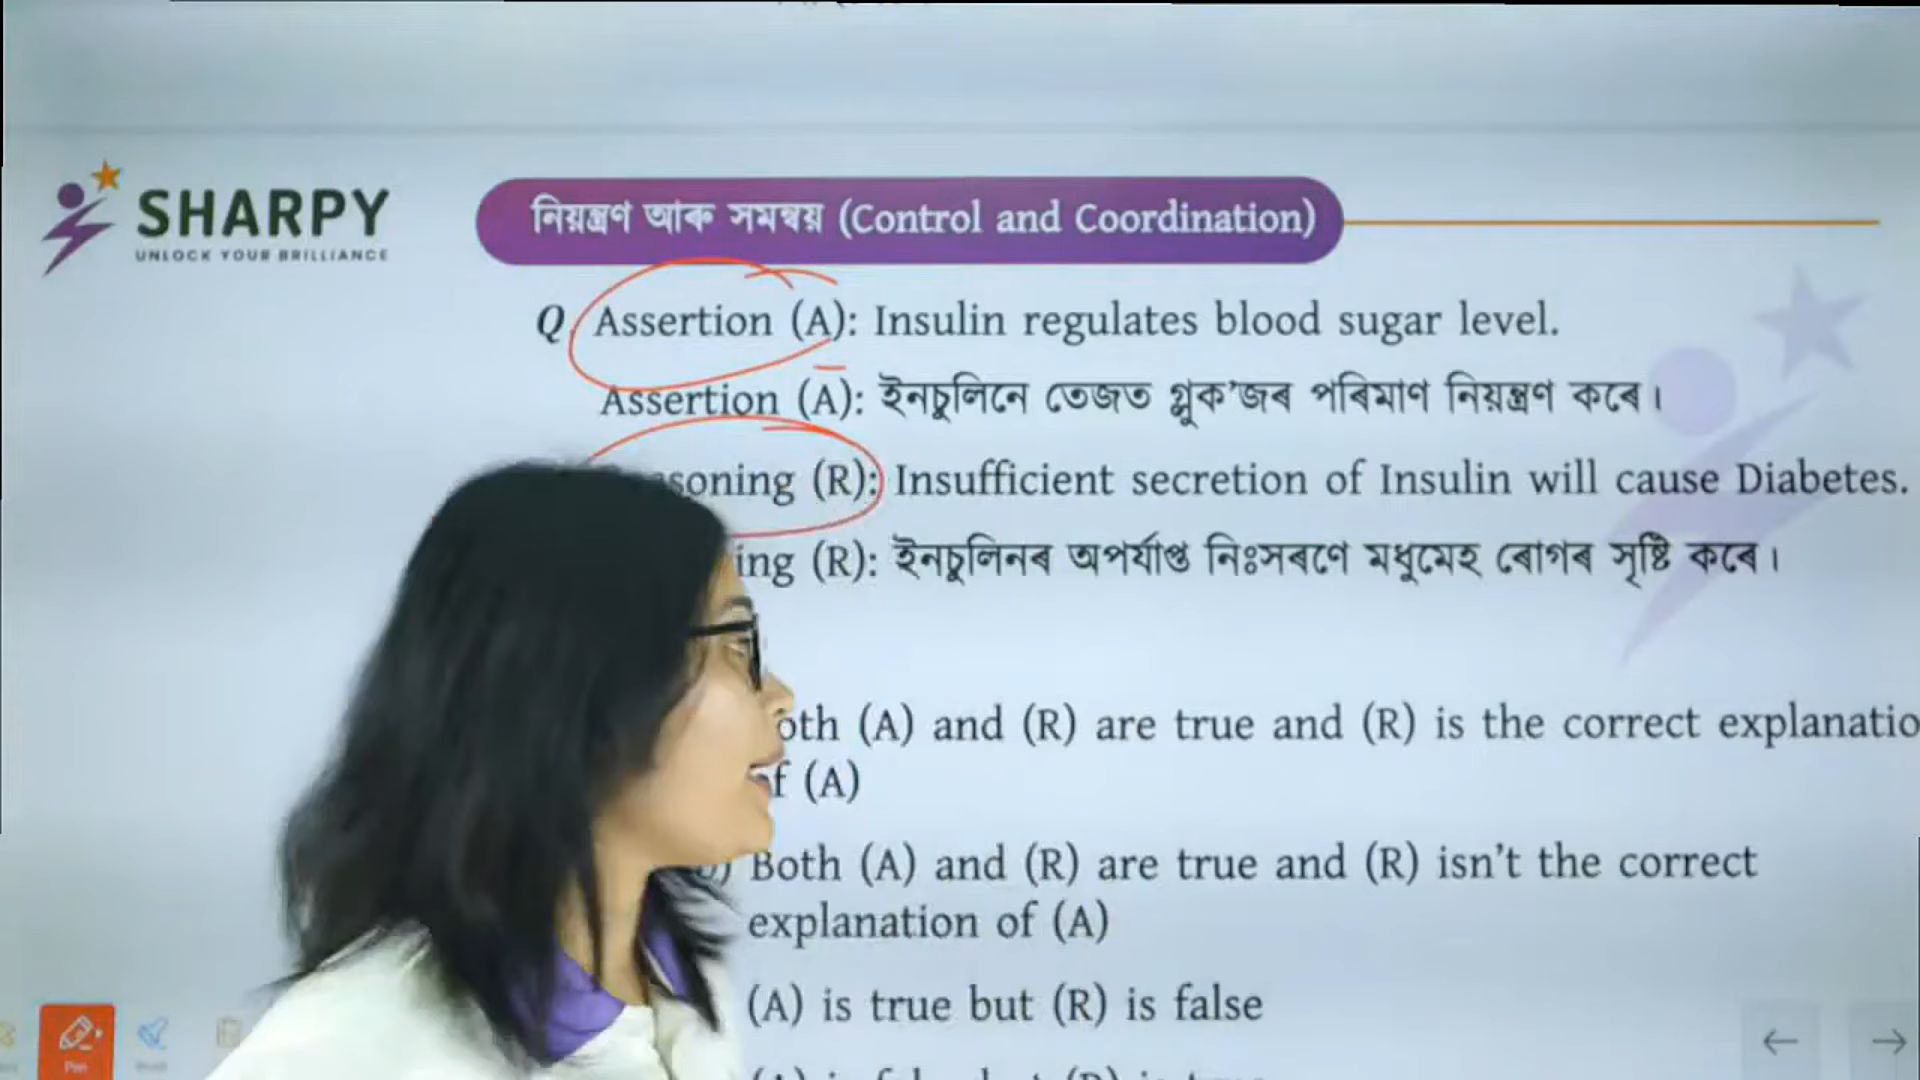 SHARPY
UNLOCK YOUR BRILLIANCE
নিয়ন্ত্ৰণ আৰু সমন্বয় (Control and Coordination)
Q. Assertion (A): Insulin regulates blood sugar level.
Assertion (A): ইনচুলিনে তেজত গ্লুক’জৰ পৰিমাণ নিয়ন্ত্ৰণ কৰে।
soning (R): Insufficient secretion of Insulin will cause Diabetes.
ing (R): ইনচুলিনৰ অপৰ্যাপ্ত নিঃসৰণে মধুমেহ ৰোগৰ সৃষ্টি কৰে।
oth (A) and (R) are true and (R) is the correct explanatio
f (A)
Both (A) and (R) are true and (R) isn’t the correct
explanation of (A)
(A) is true but (R) is false
Pen